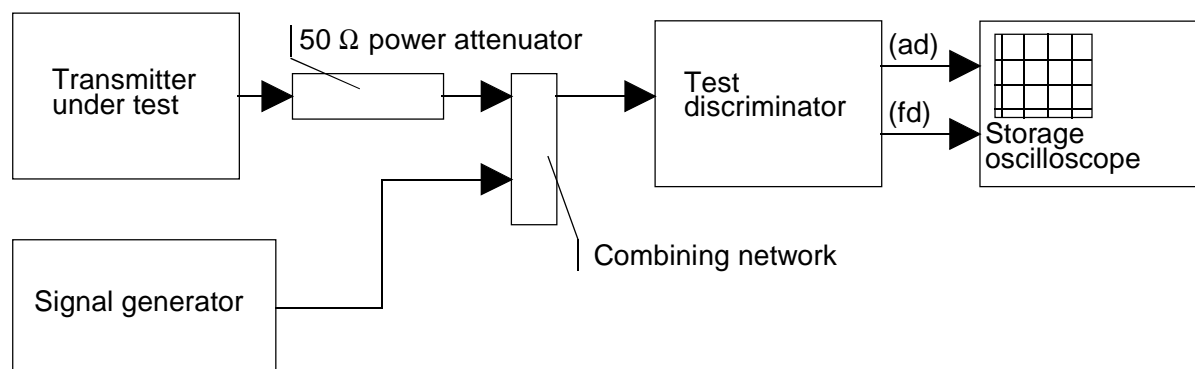 50 Ω power attenuator
Transmitter
under test
Test
discriminator
(ad)
(fd)
Storage
oscilloscope
Combining network
Signal generator